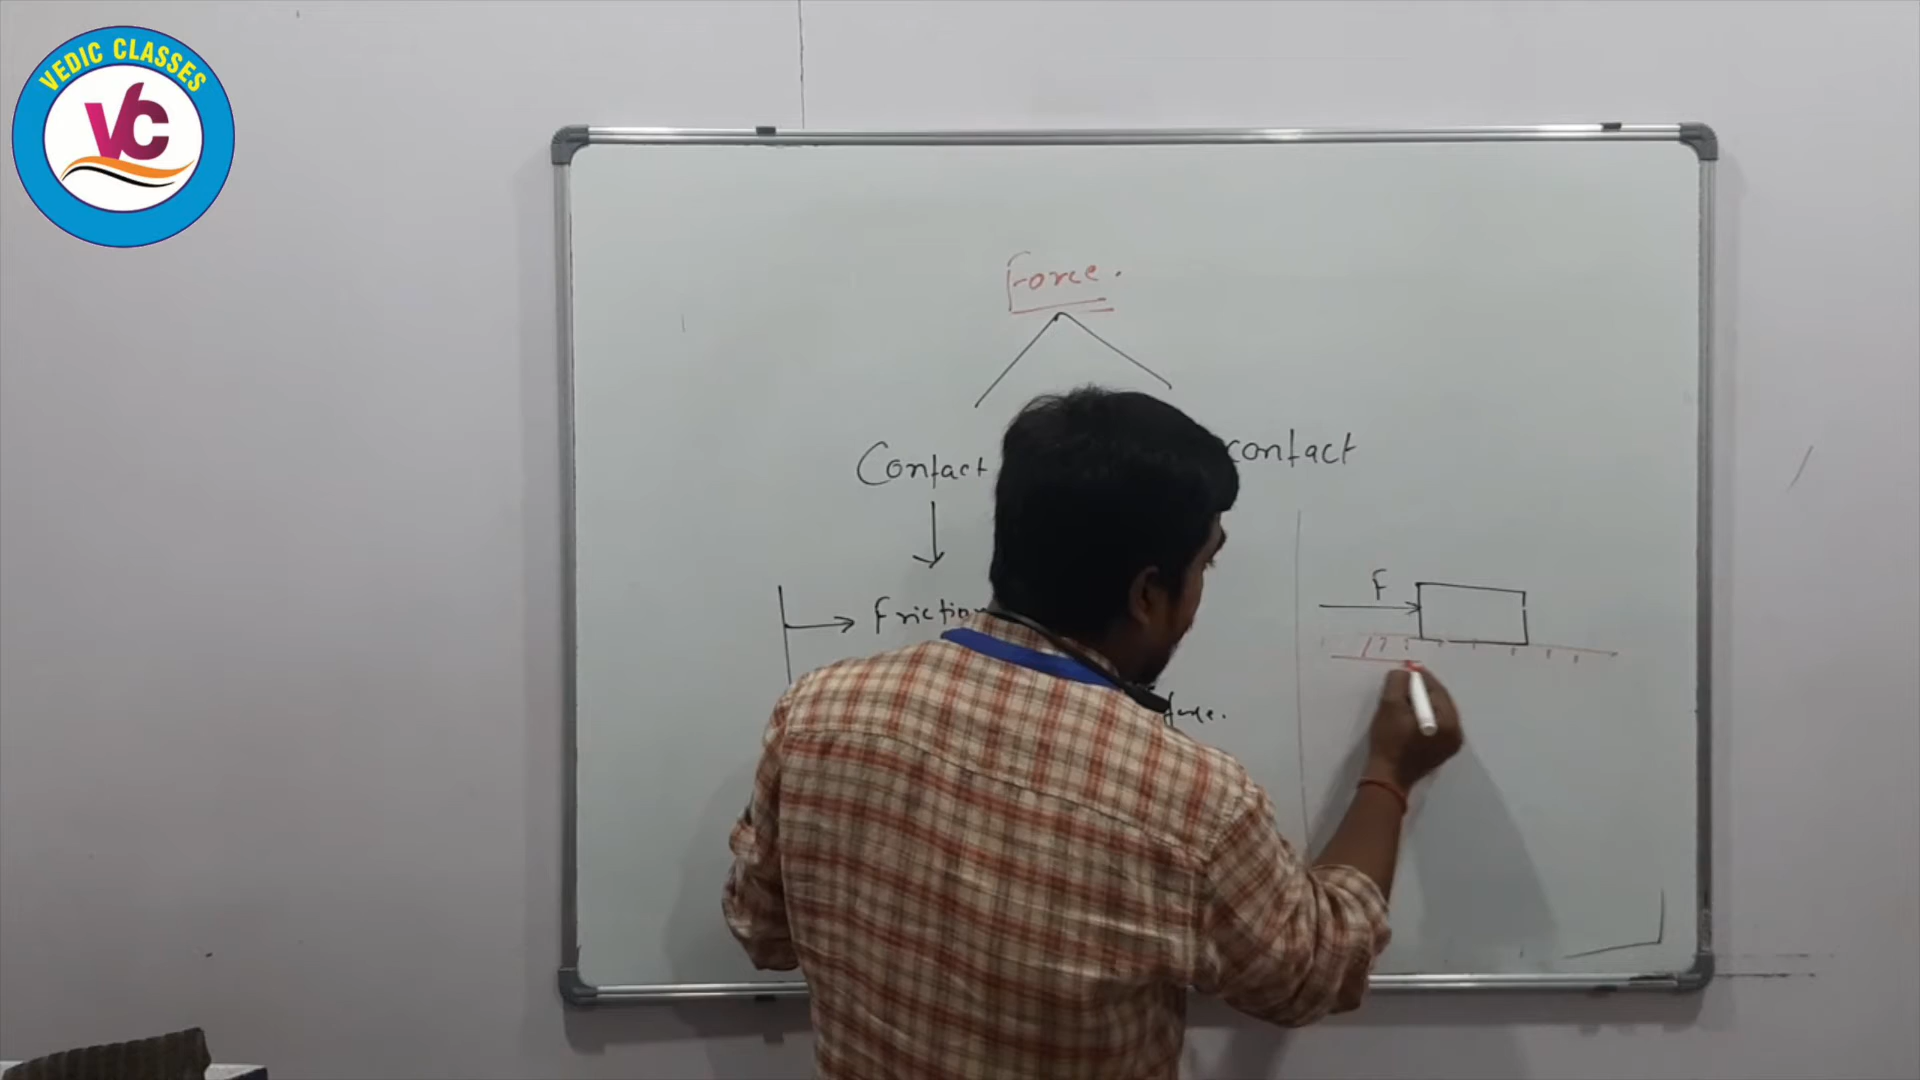 VEDIC CLASSES
VC
Force.
Contact
contact
F
Friction